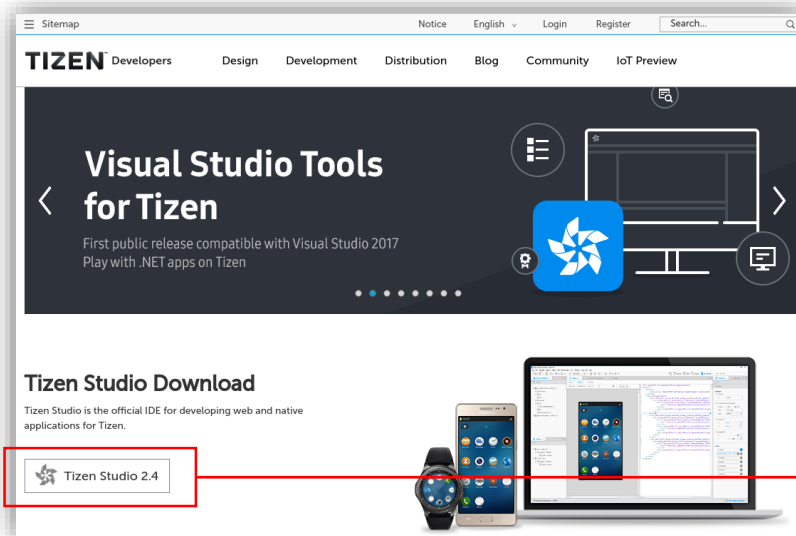 Sitemap
Notice
English
Login
Register
Search...
TIZEN™ Developers
Design
Development
Distribution
Blog
Community
IoT Preview
Visual Studio Tools
for Tizen
First public release compatible with Visual Studio 2017
Play with .NET apps on Tizen
Tizen Studio Download
Tizen Studio is the official IDE for developing web and native
applications for Tizen.
Tizen Studio 2.4